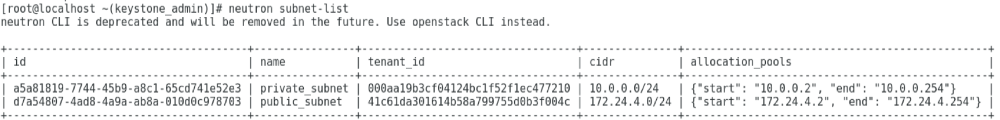 [root@localhost ~(keystone_admin)]# neutron subnet-list
neutron CLI is deprecated and will be removed in the future. Use openstack CLI instead.
+--------------------------------------+----------------+----------------------------------+---------------+------------------------------------------------+
| id                                   | name           | tenant_id                        | cidr          | allocation_pools                               |
+--------------------------------------+----------------+----------------------------------+---------------+------------------------------------------------+
| a5a81819-7744-45b9-a8c1-65cd741e52e3 | private_subnet | 000aa19b3cf04124bc1f52f1ec477210 | 10.0.0.0/24   | {"start": "10.0.0.2", "end": "10.0.0.254"}     |
| d7a54807-4ad8-4a9a-ab8a-010d0c978703 | public_subnet  | 41c61da301614b58a799755d0b3f004c | 172.24.4.0/24 | {"start": "172.24.4.2", "end": "172.24.4.254"} |
+--------------------------------------+----------------+----------------------------------+---------------+------------------------------------------------+